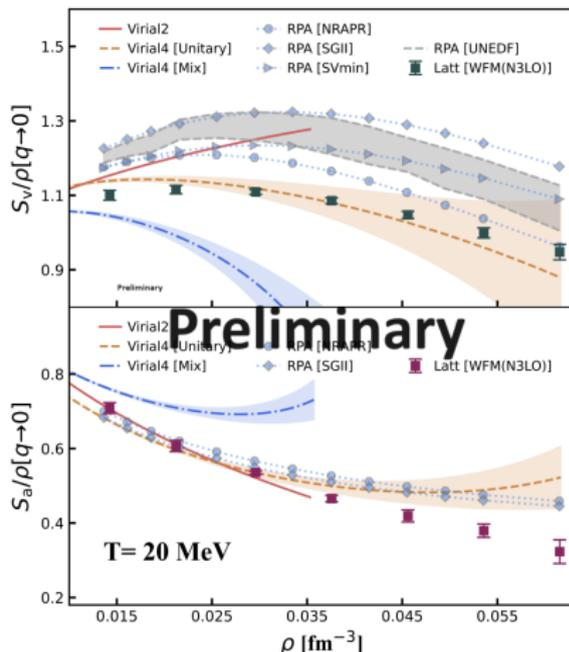 Virial2
Virial4 [Unitary]
Virial4 [Mix]
RPA [NRAPR]
RPA [SGII]
RPA [SVmin]
RPA [UNEDF]
Latt [WFM(N3LO)]
1.5
1.3
1.1
0.9
S_v/ρ[q→0]
Preliminary
Preliminary
Virial2
Virial4 [Unitary]
Virial4 [Mix]
RPA [NRAPR]
RPA [SGII]
Latt [WFM(N3LO)]
0.8
0.6
0.4
0.2
S_a/ρ[q→0]
T= 20 MeV
0.015 0.025 0.035 0.045 0.055
ρ [fm⁻³]